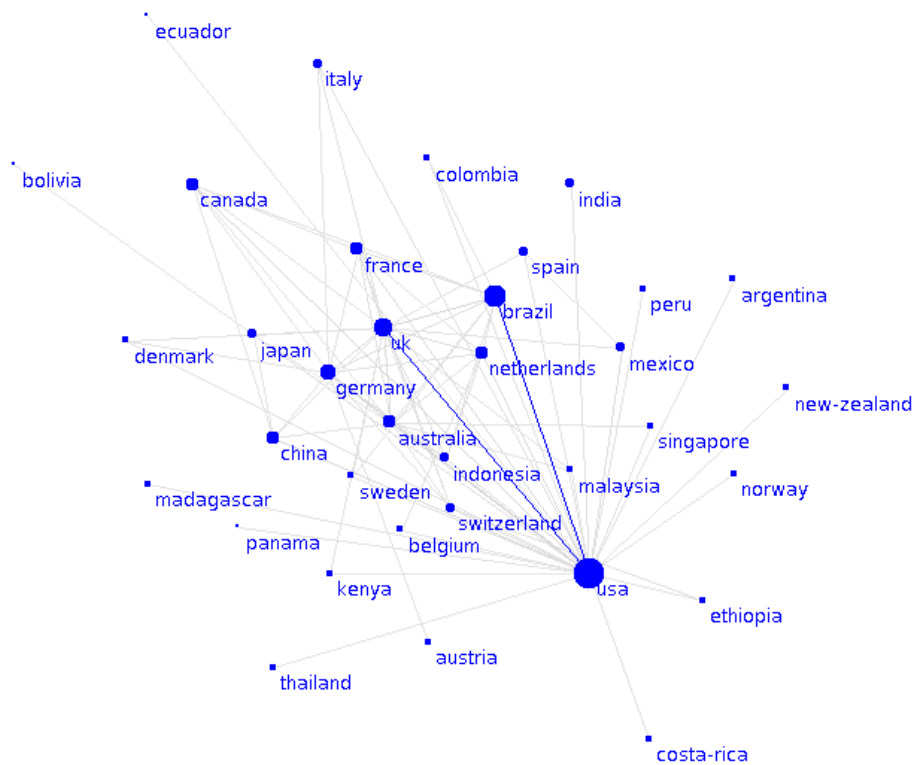 ecuador
italy
colombia
bolivia
canada
india
france
spain
argentina
peru
brazil
uk
denmark
japan
netherlands
mexico
germany
new-zealand
australia
singapore
china
indonesia
malaysia
norway
sweden
madagascar
switzerland
panama
belgium
kenya
usa
ethiopia
austria
thailand
costa-rica